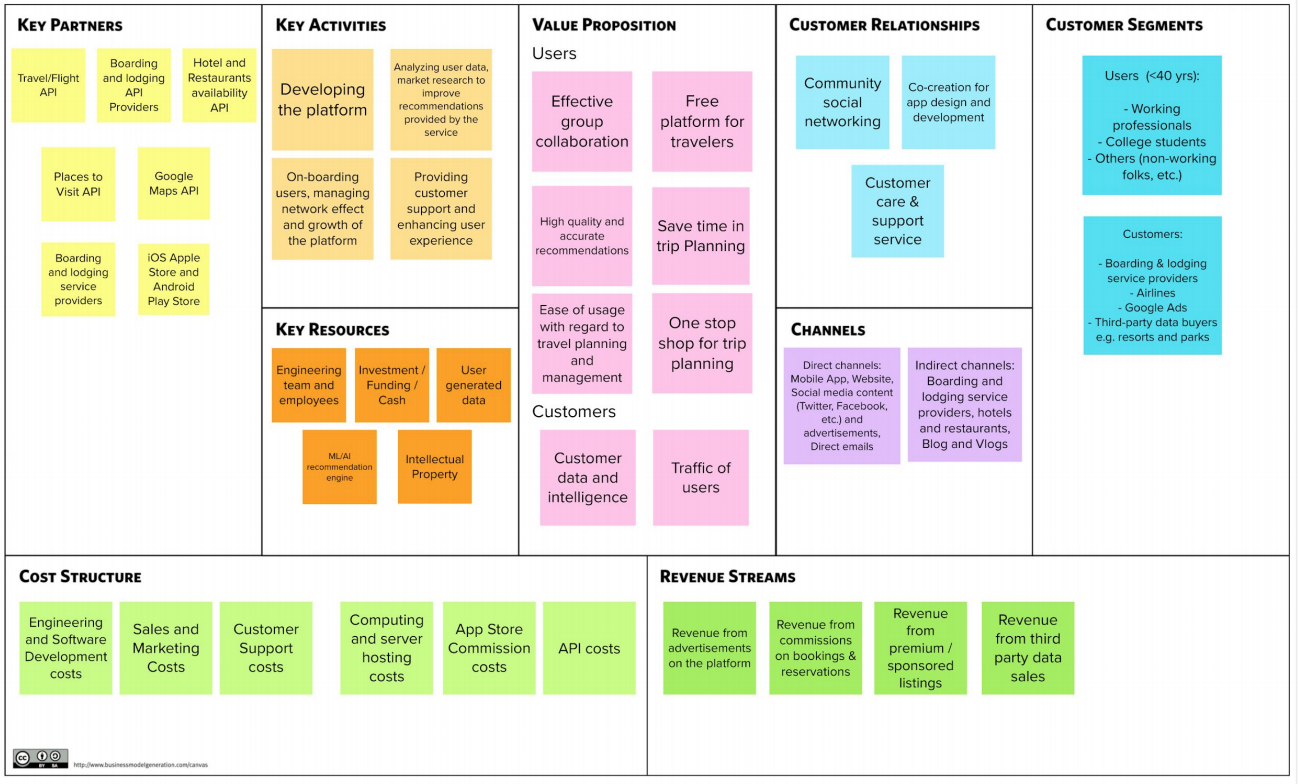 KEY PARTNERS
Travel/Flight
API
Boarding
and lodging
API
Providers
Hotel and
Restaurants
availability
API
Places to
Visit API
Google
Maps API
Boarding
and lodging
service
providers
iOS Apple
Store and
Android
Play Store
KEY ACTIVITIES
Developing
the platform
Analyzing user data,
market research to
improve
recommendations
provided by the
service
On-boarding
users, managing
network effect
and growth of
the platform
Providing
customer
support and
enhancing user
experience
KEY RESOURCES
Engineering
team and
employees
Investment /
Funding /
Cash
User
generated
data
ML/AI
recommendation
engine
Intellectual
Property
VALUE PROPOSITION
Users
Effective
group
collaboration
Free
platform for
travelers
High quality and
accurate
recommendations
Save time in
trip Planning
Ease of usage
with regard to
travel planning
and
management
One stop
shop for trip
planning
Customers
Customer
data and
intelligence
Traffic of
users
CUSTOMER RELATIONSHIPS
Community
social
networking
Co-creation for
app design and
development
Customer
care &
support
service
CHANNELS
Direct channels:
Mobile App, Website,
Social media content
(Twitter, Facebook,
etc.) and
advertisements,
Direct emails
Indirect channels:
Boarding and
lodging service
providers, hotels
and restaurants,
Blog and Vlogs
CUSTOMER SEGMENTS
Users (<40 yrs):
- Working
professionals
- College students
- Others (non-working
folks, etc.)
Customers:
- Boarding & lodging
service providers
- Airlines
- Google Ads
- Third-party data buyers
e.g. resorts and parks
COST STRUCTURE
Engineering
and Software
Development
costs
Sales and
Marketing
Costs
Customer
Support
costs
Computing
and server
hosting
costs
App Store
Commission
costs
API costs
REVENUE STREAMS
Revenue from
advertisements
on the platform
Revenue from
commissions
on bookings &
reservations
Revenue
from
premium /
sponsored
listings
Revenue
from third
party data
sales
cc
BY SA
http://www.businessmodelgeneration.com/canvas